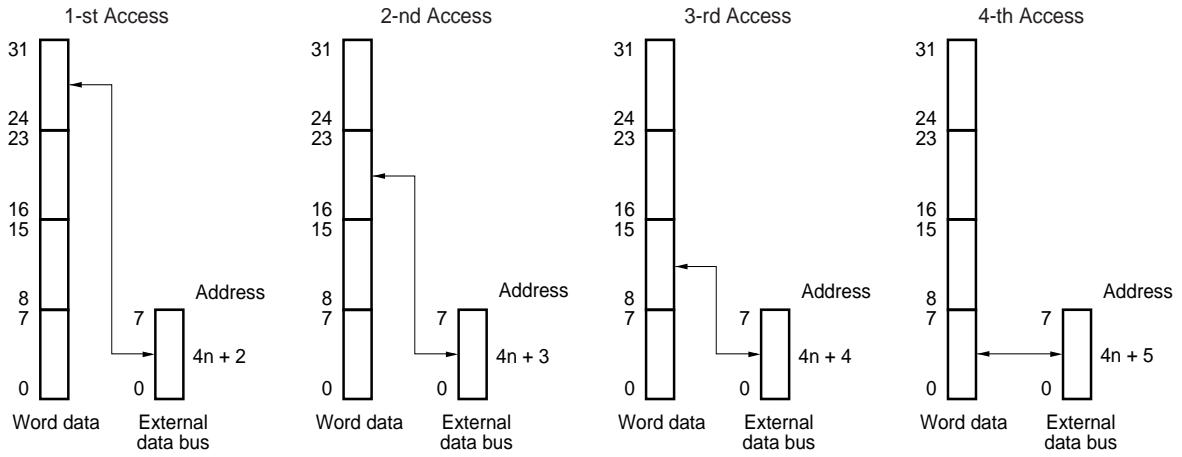 1-st Access
31
24
23
16
15
8
7
0
Word data
Address
7
4n + 2
0
External
data bus
2-nd Access
31
24
23
16
15
8
7
0
Word data
Address
7
4n + 3
0
External
data bus
3-rd Access
31
24
23
16
15
8
7
0
Word data
Address
7
4n + 4
0
External
data bus
4-th Access
31
24
23
16
15
8
7
0
Word data
Address
7
4n + 5
0
External
data bus